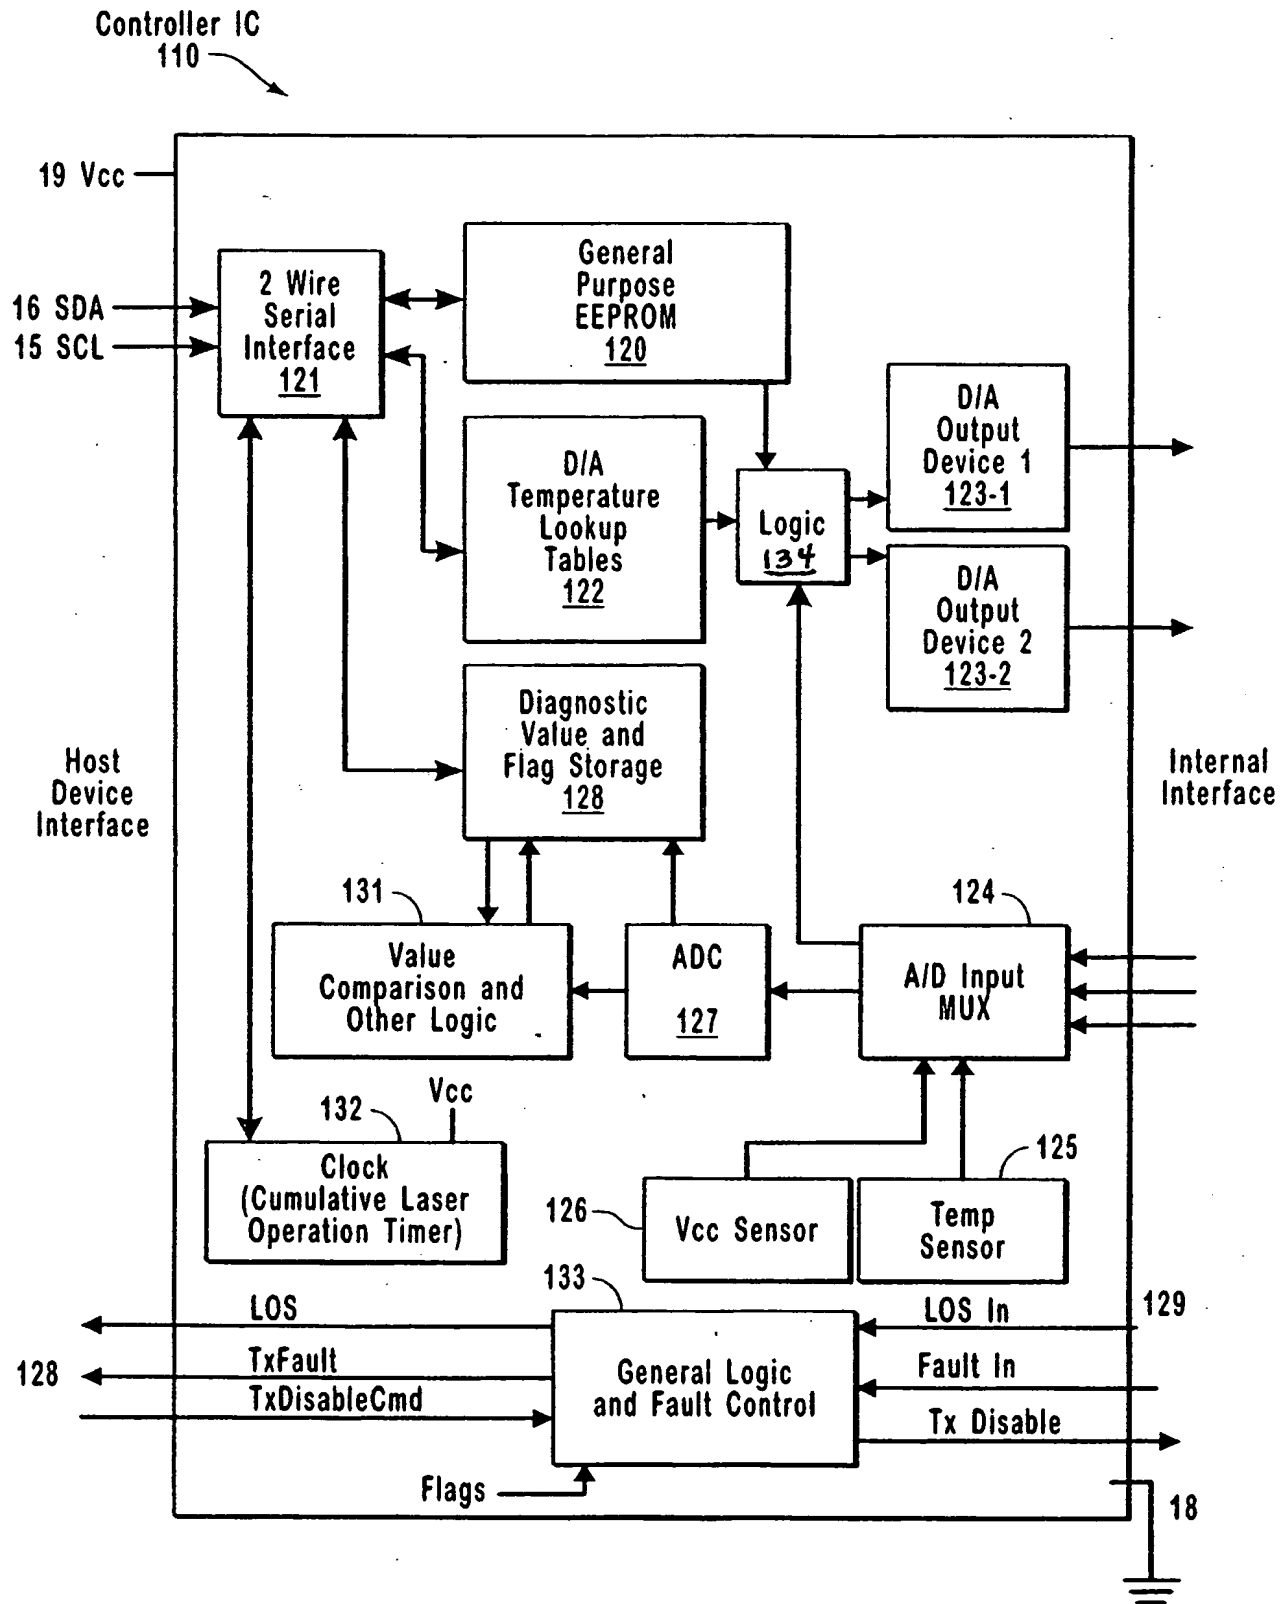 Controller IC
110
19 Vcc
16 SDA
15 SCL
2 Wire
Serial
Interface
121
General
Purpose
EEPROM
120
D/A
Temperature
Lookup
Tables
122
Logic
134
D/A
Output
Device 1
123-1
D/A
Output
Device 2
123-2
Diagnostic
Value and
Flag Storage
128
Host
Device
Interface
Internal
Interface
131
Value
Comparison and
Other Logic
ADC
127
124
A/D Input
MUX
132
Vcc
Clock
(Cumulative Laser
Operation Timer)
126
Vcc Sensor
125
Temp
Sensor
133
General Logic
and Fault Control
LOS
TxFault
TxDisableCmd
128
Flags
LOS In
129
Fault In
Tx Disable
18